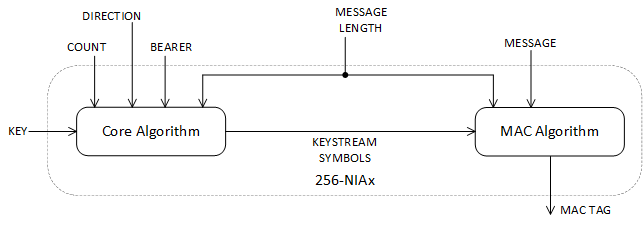 DIRECTION
MESSAGE
LENGTH
COUNT
BEARER
MESSAGE
KEY
Core Algorithm
MAC Algorithm
KEYSTREAM
SYMBOLS
256-NIAx
MAC TAG